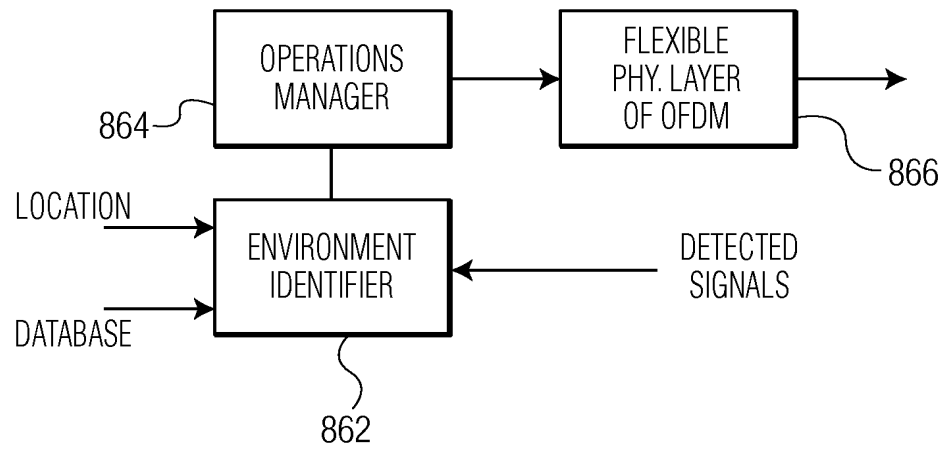 OPERATIONS
MANAGER
864
FLEXIBLE
PHY. LAYER
OF OFDM
866
LOCATION
DATABASE
ENVIRONMENT
IDENTIFIER
862
DETECTED
SIGNALS